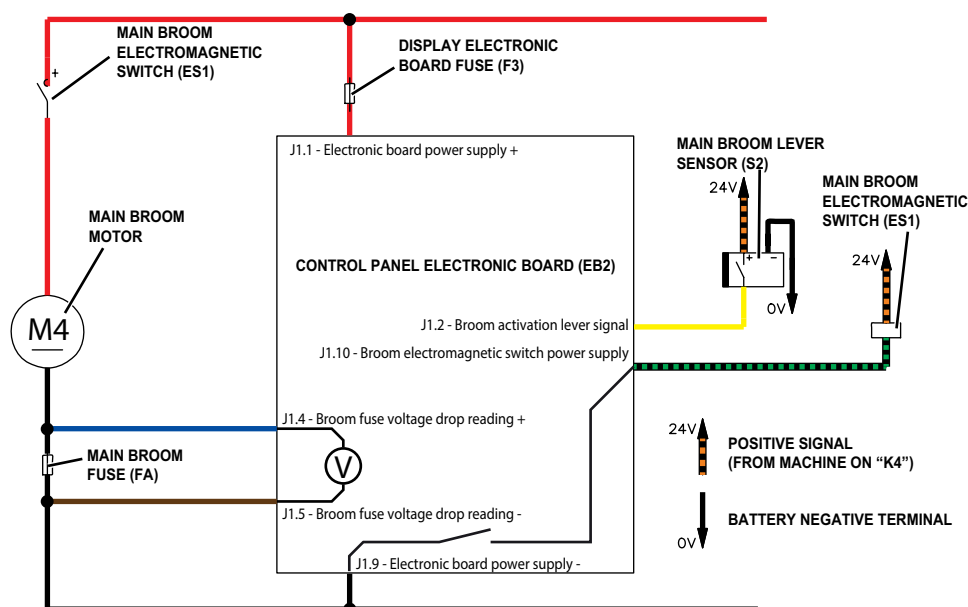 MAIN BROOM
ELECTROMAGNETIC
SWITCH (ES1)
+
DISPLAY ELECTRONIC
BOARD FUSE (F3)
J1.1 - Electronic board power supply +
MAIN BROOM LEVER
SENSOR (S2)
24V
MAIN BROOM
ELECTROMAGNETIC
SWITCH (ES1)
MAIN BROOM
MOTOR
CONTROL PANEL ELECTRONIC BOARD (EB2)
+ -
24V
0V
M4
J1.2 - Broom activation lever signal
J1.10 - Broom electromagnetic switch power supply
J1.4 - Broom fuse voltage drop reading +
24V
POSITIVE SIGNAL
(FROM MACHINE ON “K4”)
MAIN BROOM
FUSE (FA)
V
J1.5 - Broom fuse voltage drop reading -
BATTERY NEGATIVE TERMINAL
0V
J1.9 - Electronic board power supply -